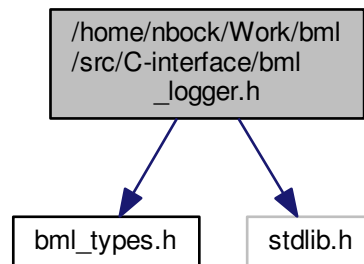 /home/nbock/Work/bml
/src/C-interface/bml
_logger.h
bml_types.h
stdlib.h